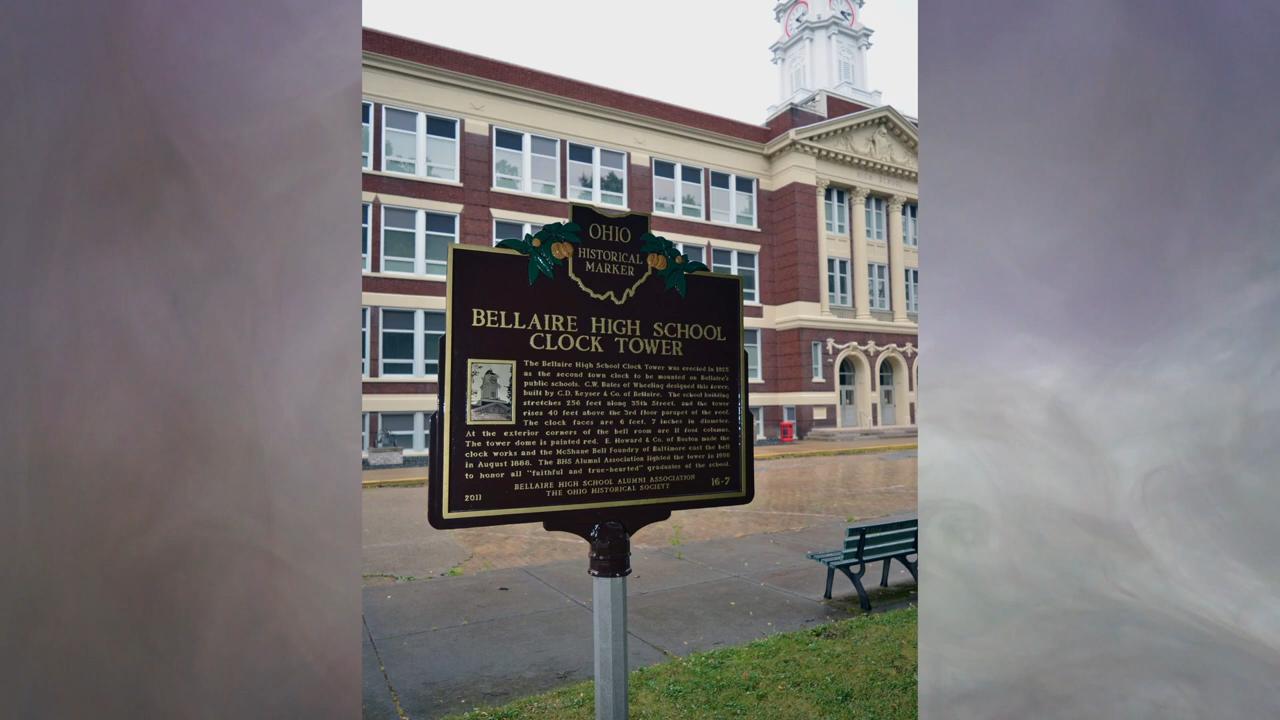 OHIO
HISTORICAL
MARKER
BELLAIRE HIGH SCHOOL
CLOCK TOWER
The Bellaire High School Clock Tower was erected in 1925
as the second town clock to be mounted on Bellaire's
public schools. C.W. Bates of Wheeling designed this tower,
built by C.D. Keyser & Co. of Bellaire. The school building
stretches 256 feet along 35th Street, and the tower
rises 40 feet above the 3rd floor parapet of the roof.
The clock faces are 6 feet, 7 inches in diameter.
At the exterior corners of the bell room are 11 foot columns.
The tower dome is painted red. E. Howard & Co. of Boston made the
clock works and the McShane Bell Foundry of Baltimore cast the bell
in August 1888. The BHS Alumni Association lighted the tower in
to honor all "faithful and true-hearted" graduates of the school.
BELLAIRE HIGH SCHOOL ALUMNI ASSOCIATION
THE OHIO HISTORICAL SOCIETY
2011
16-7